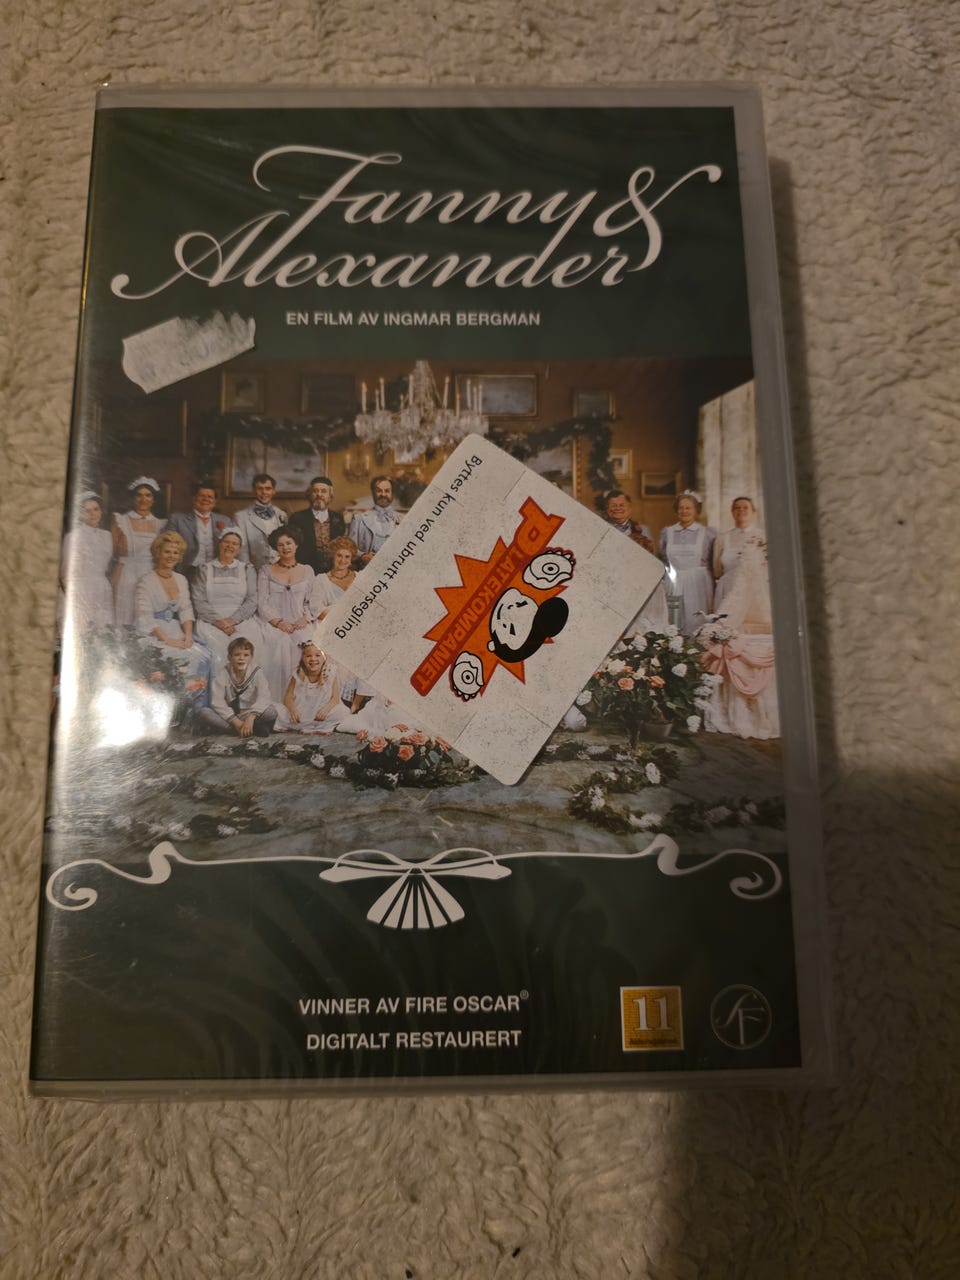 Fanny &
Alexander
EN FILM AV INGMAR BERGMAN
Byttes kun ved ubrutt forsegling
PLATEKOMPANIET
VINNER AV FIRE OSCAR®
DIGITALT RESTAURERT
11
SF